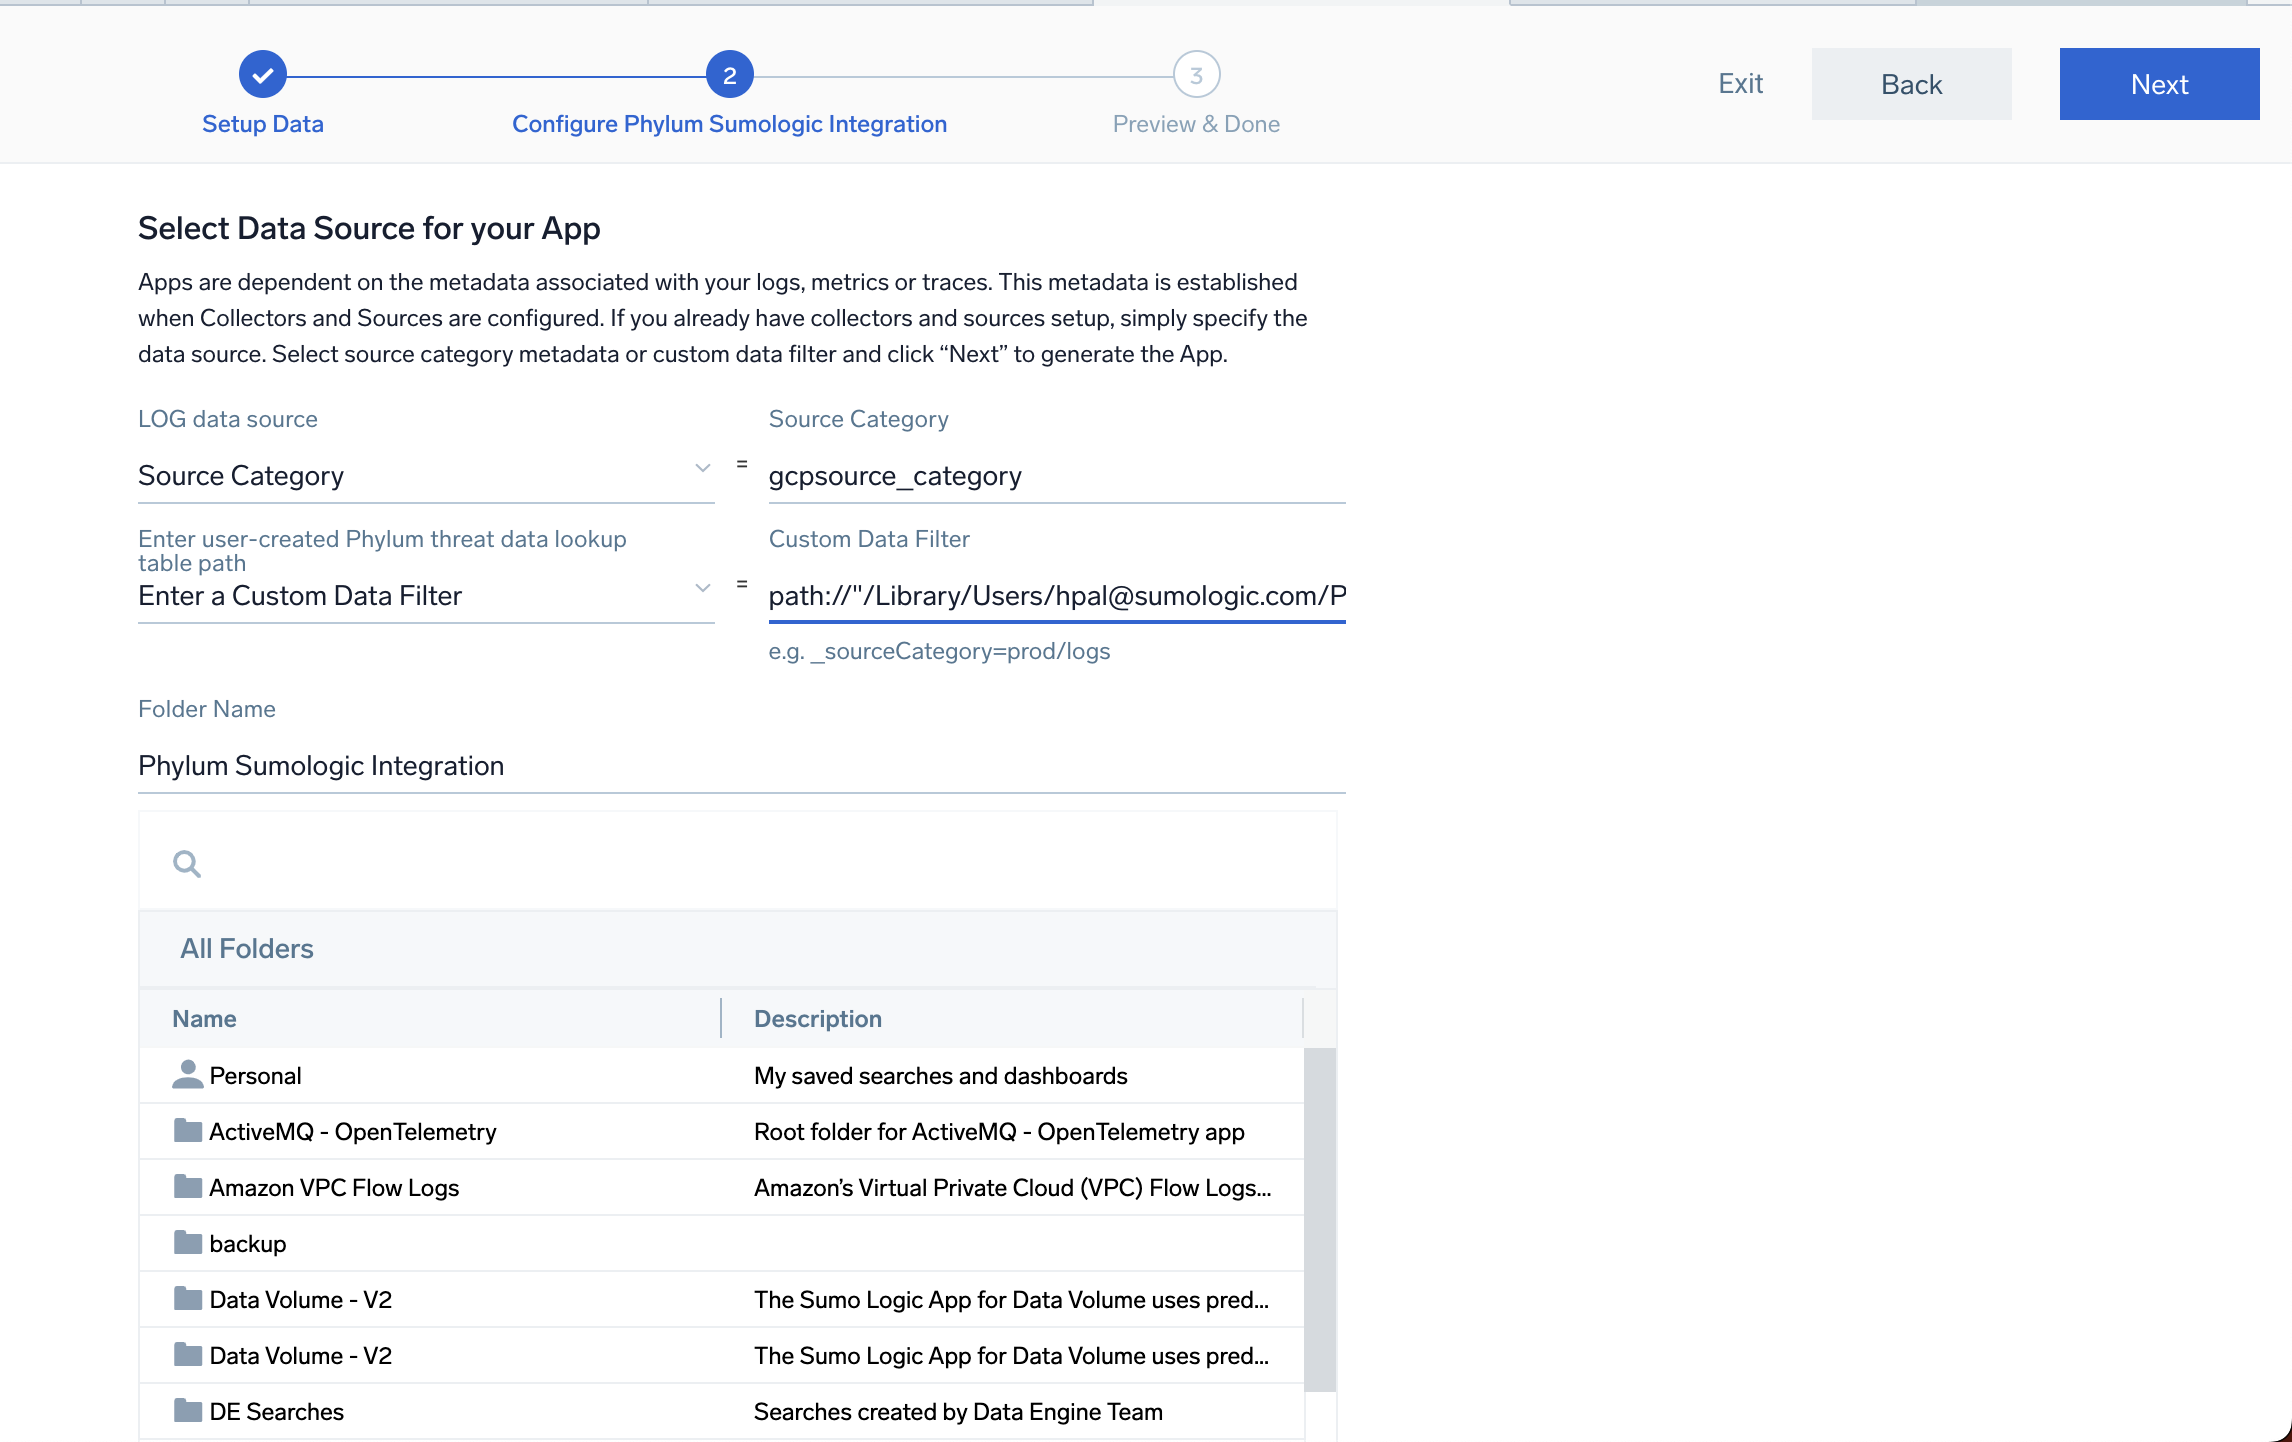 2
3
Setup Data
Configure Phylum Sumologic Integration
Preview & Done
Exit
Back
Next
Select Data Source for your App
Apps are dependent on the metadata associated with your logs, metrics or traces. This metadata is established
when Collectors and Sources are configured. If you already have collectors and sources setup, simply specify the
data source. Select source category metadata or custom data filter and click “Next” to generate the App.
LOG data source
Source Category
Source Category
=
gcpsource_category
Enter user-created Phylum threat data lookup
table path
Custom Data Filter
Enter a Custom Data Filter
=
path://"/Library/Users/hpal@sumologic.com/P
e.g. _sourceCategory=prod/logs
Folder Name
Phylum Sumologic Integration
All Folders
Name
Description
Personal
My saved searches and dashboards
ActiveMQ - OpenTelemetry
Root folder for ActiveMQ - OpenTelemetry app
Amazon VPC Flow Logs
Amazon’s Virtual Private Cloud (VPC) Flow Logs...
backup
Data Volume - V2
The Sumo Logic App for Data Volume uses pred...
Data Volume - V2
The Sumo Logic App for Data Volume uses pred...
DE Searches
Searches created by Data Engine Team